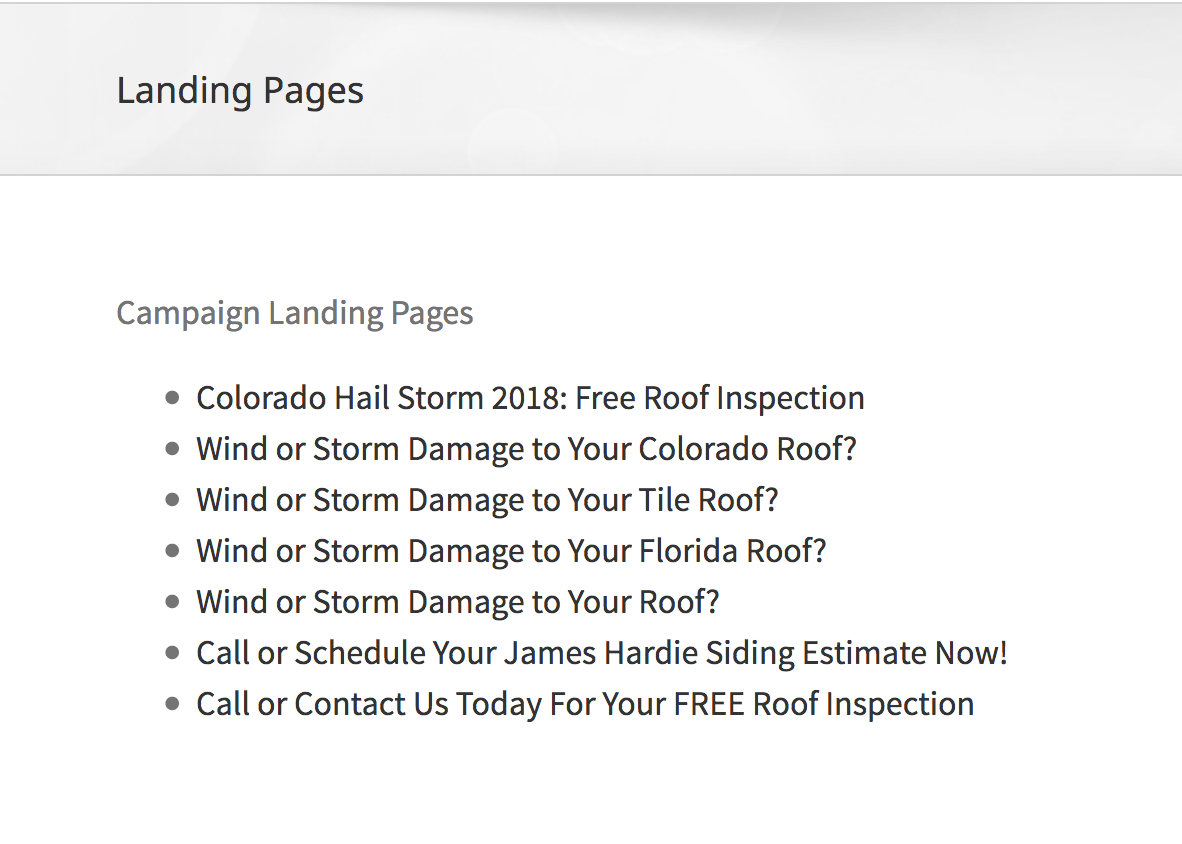 Landing Pages
Campaign Landing Pages
Colorado Hail Storm 2018: Free Roof Inspection
Wind or Storm Damage to Your Colorado Roof?
Wind or Storm Damage to Your Tile Roof?
Wind or Storm Damage to Your Florida Roof?
Wind or Storm Damage to Your Roof?
Call or Schedule Your James Hardie Siding Estimate Now!
Call or Contact Us Today For Your FREE Roof Inspection